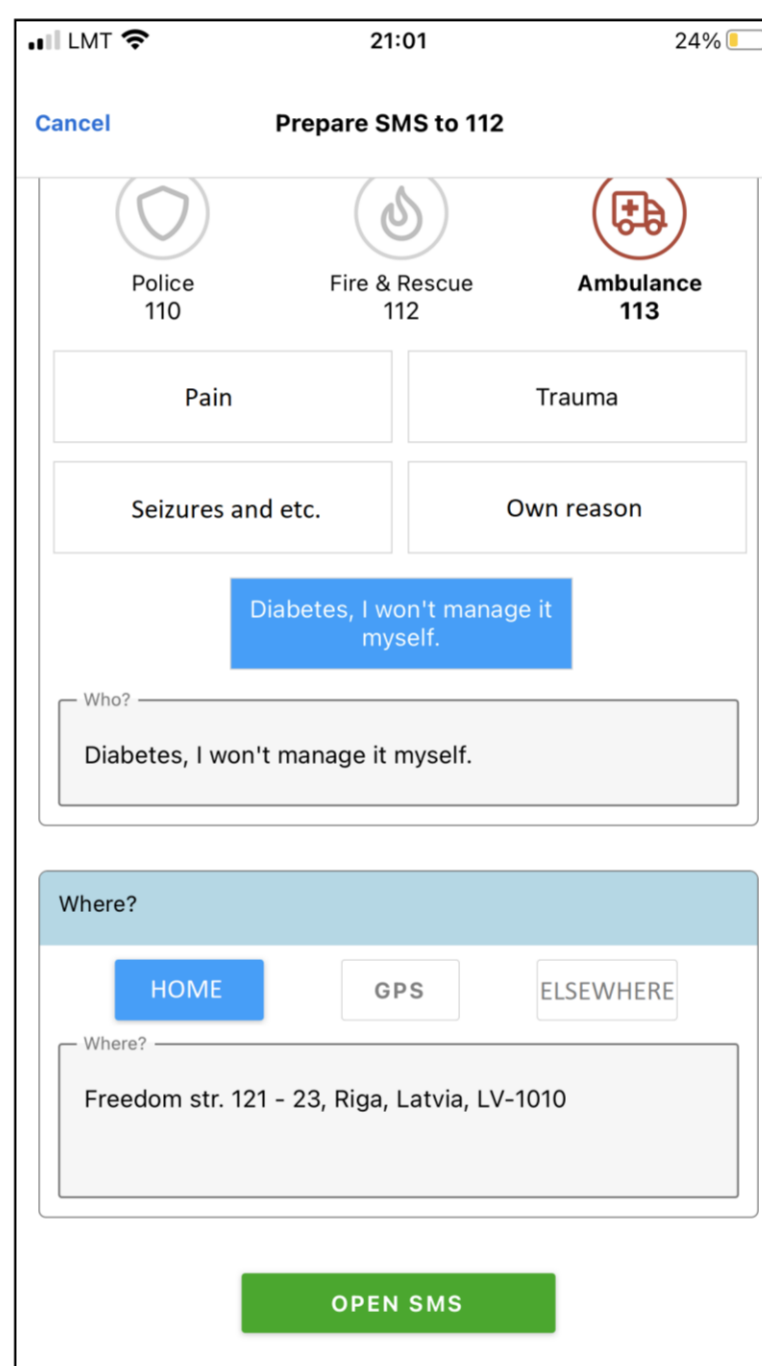 LMT 21:01 24%
Cancel Prepare SMS to 112
Police Fire & Rescue Ambulance
110 112 113
Pain Trauma
Seizures and etc. Own reason
Diabetes, I won't manage it
myself.
Who?
Diabetes, I won't manage it myself.
Where?
HOME GPS ELSEWHERE
Where?
Freedom str. 121 - 23, Riga, Latvia, LV-1010
OPEN SMS